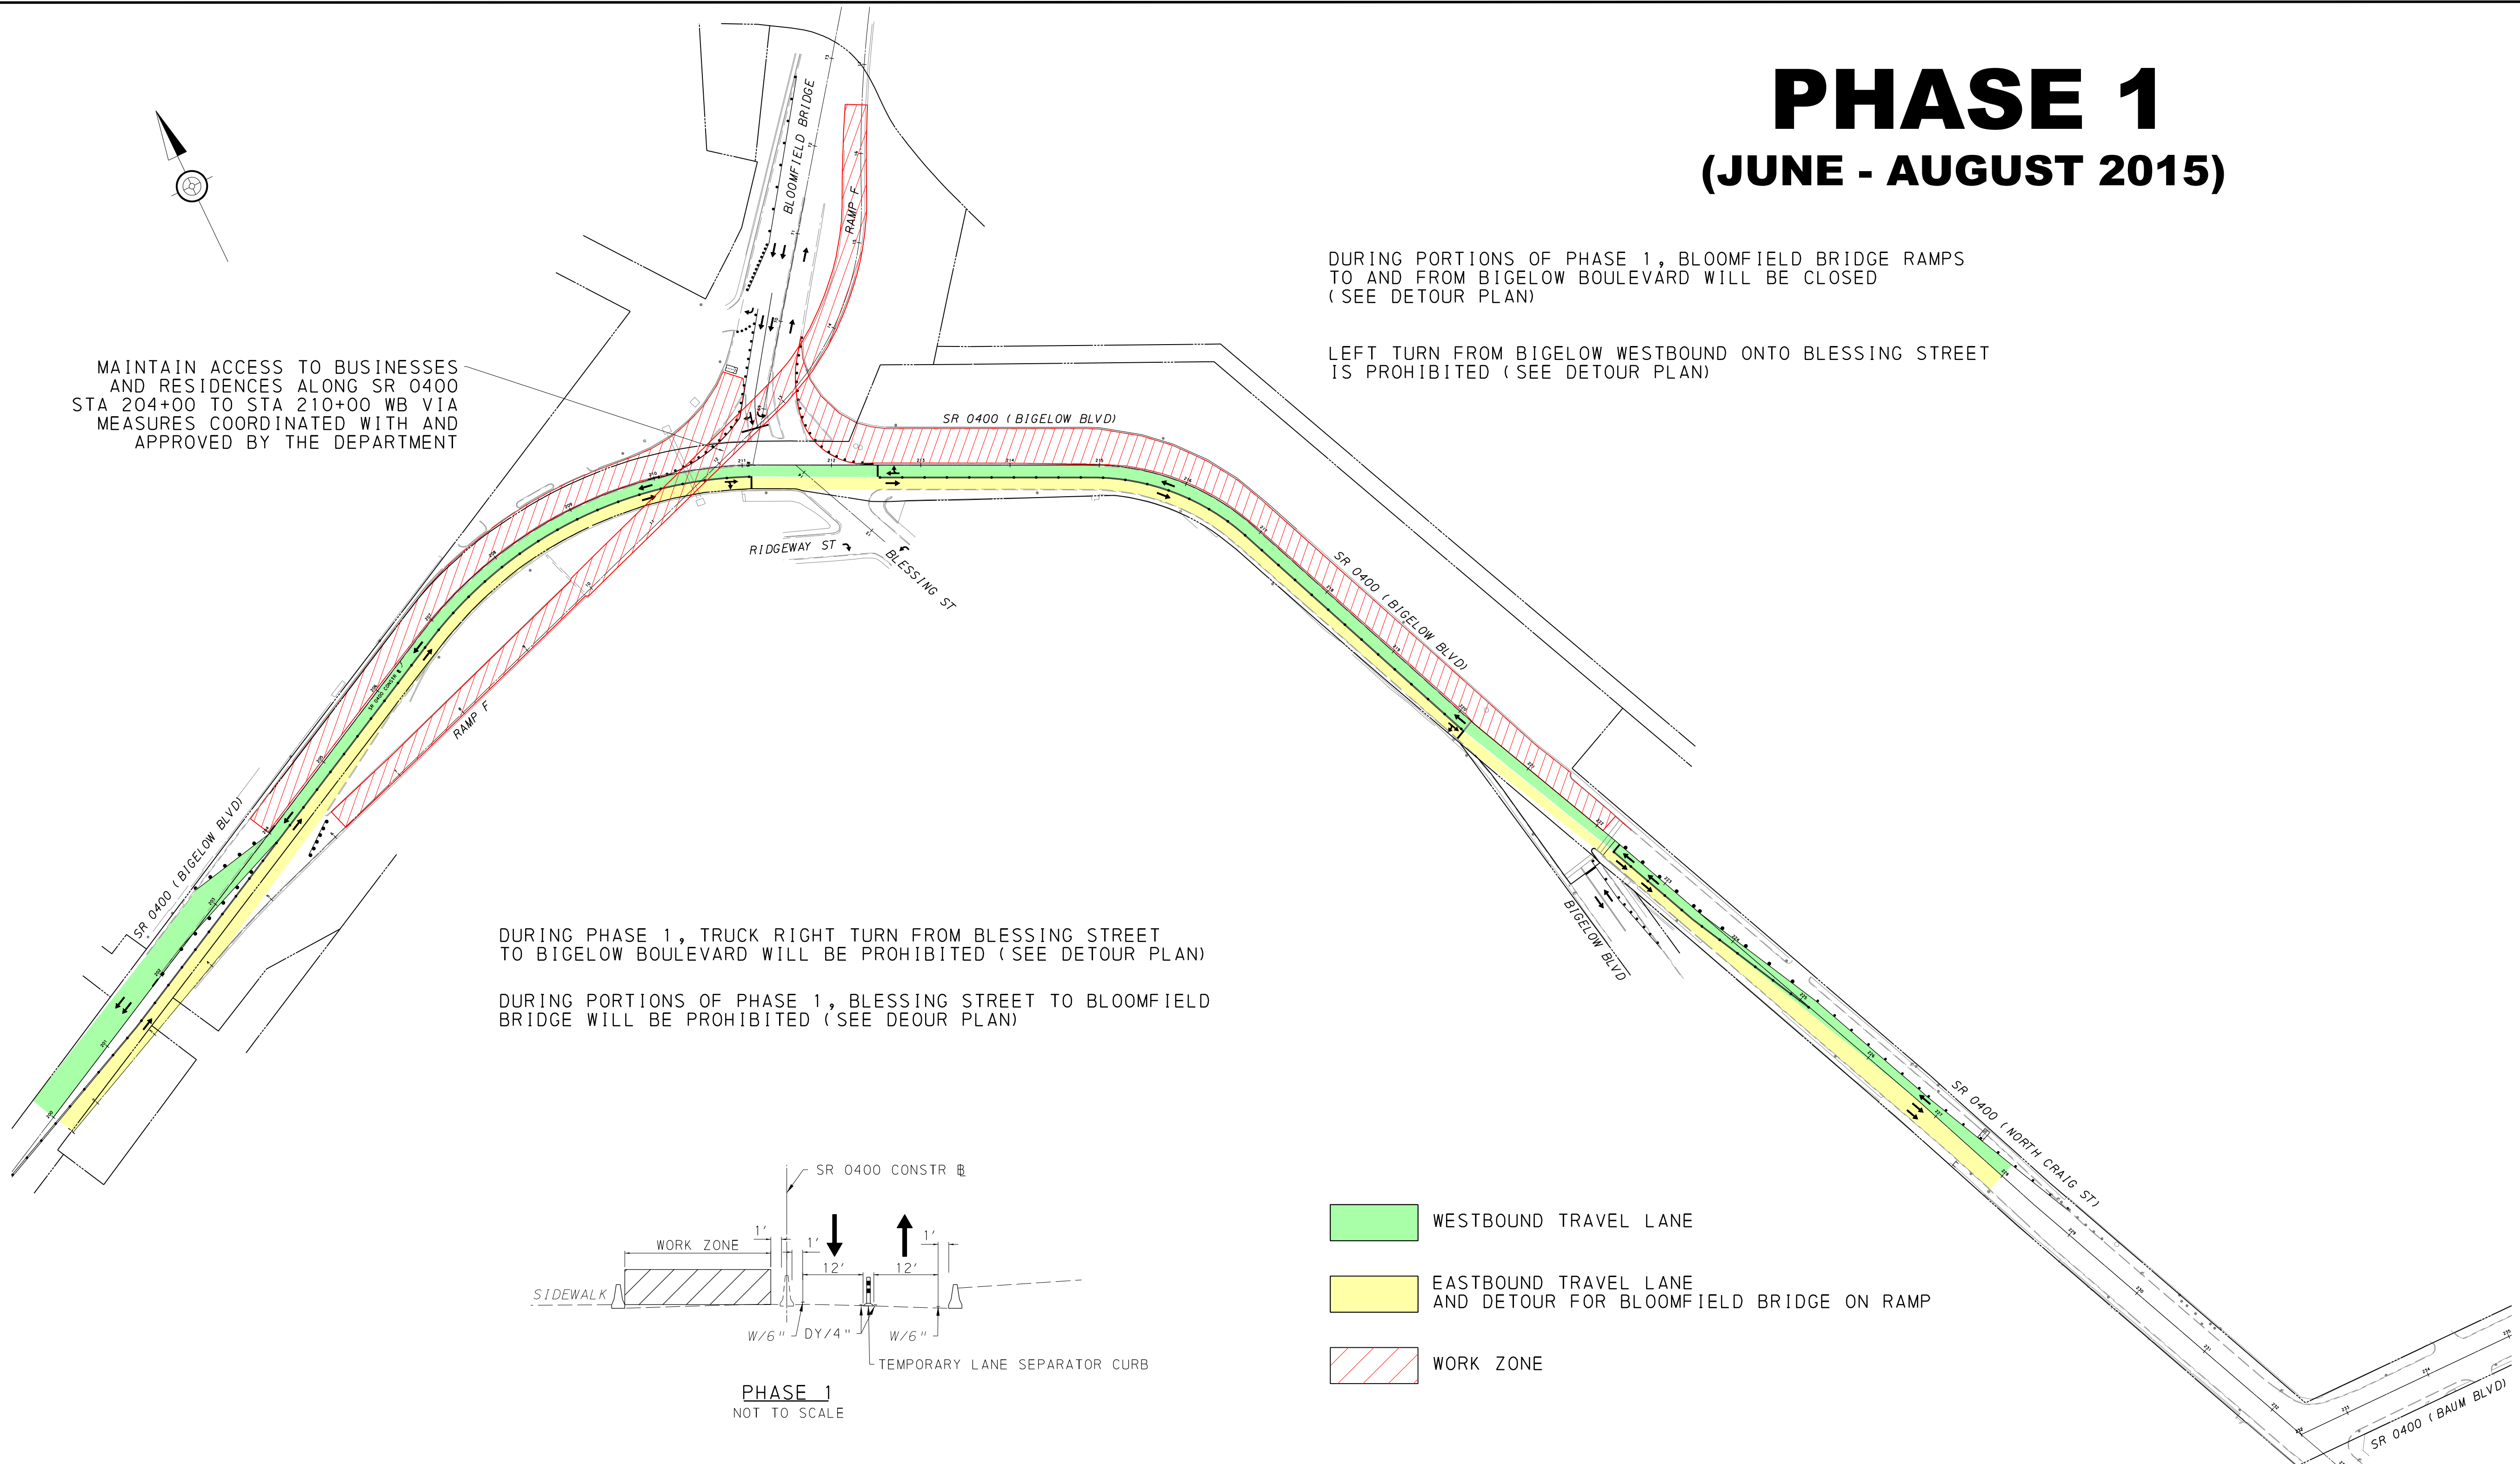 PHASE 1
(JUNE - AUGUST 2015)
DURING PORTIONS OF PHASE 1, BLOOMFIELD BRIDGE RAMPS
TO AND FROM BIGELOW BOULEVARD WILL BE CLOSED
(SEE DETOUR PLAN)
LEFT TURN FROM BIGELOW WESTBOUND ONTO BLESSING STREET
IS PROHIBITED (SEE DETOUR PLAN)
BLOOMFIELD BRIDGE
RAMP F
MAINTAIN ACCESS TO BUSINESSES
AND RESIDENCES ALONG SR 0400
STA 204+00 TO STA 210+00 WB VIA
MEASURES COORDINATED WITH AND
APPROVED BY THE DEPARTMENT
SR 0400 (BIGELOW BLVD)
RIDGEWAY ST
BLESSING ST
SR 0400 (BIGELOW BLVD)
SR 0400 CONSTR ℄
RAMP F
SR 0400 (BIGELOW BLVD)
BIGELOW BLVD
DURING PHASE 1, TRUCK RIGHT TURN FROM BLESSING STREET
TO BIGELOW BOULEVARD WILL BE PROHIBITED (SEE DETOUR PLAN)
DURING PORTIONS OF PHASE 1, BLESSING STREET TO BLOOMFIELD
BRIDGE WILL BE PROHIBITED (SEE DEOUR PLAN)
SR 0400 (NORTH CRAIG ST)
SR 0400 (BAUM BLVD)
SR 0400 CONSTR ℄
1'
1'
1'
WORK ZONE
12'
12'
SIDEWALK
W/6"
DY/4"
W/6"
TEMPORARY LANE SEPARATOR CURB
PHASE 1
NOT TO SCALE
WESTBOUND TRAVEL LANE
EASTBOUND TRAVEL LANE
AND DETOUR FOR BLOOMFIELD BRIDGE ON RAMP
WORK ZONE